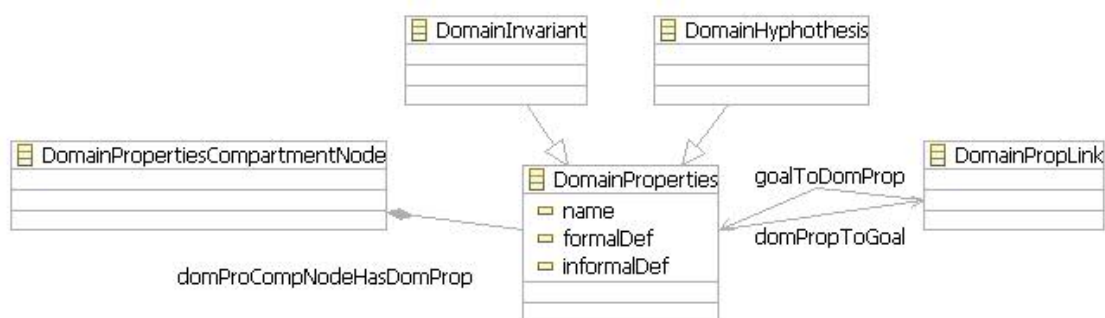 DomainInvariant
DomainHyphothesis
DomainPropertiesCompartmentNode
DomainProperties
name
formalDef
informalDef
goalToDomProp
DomainPropLink
domPropToGoal
domProCompNodeHasDomProp